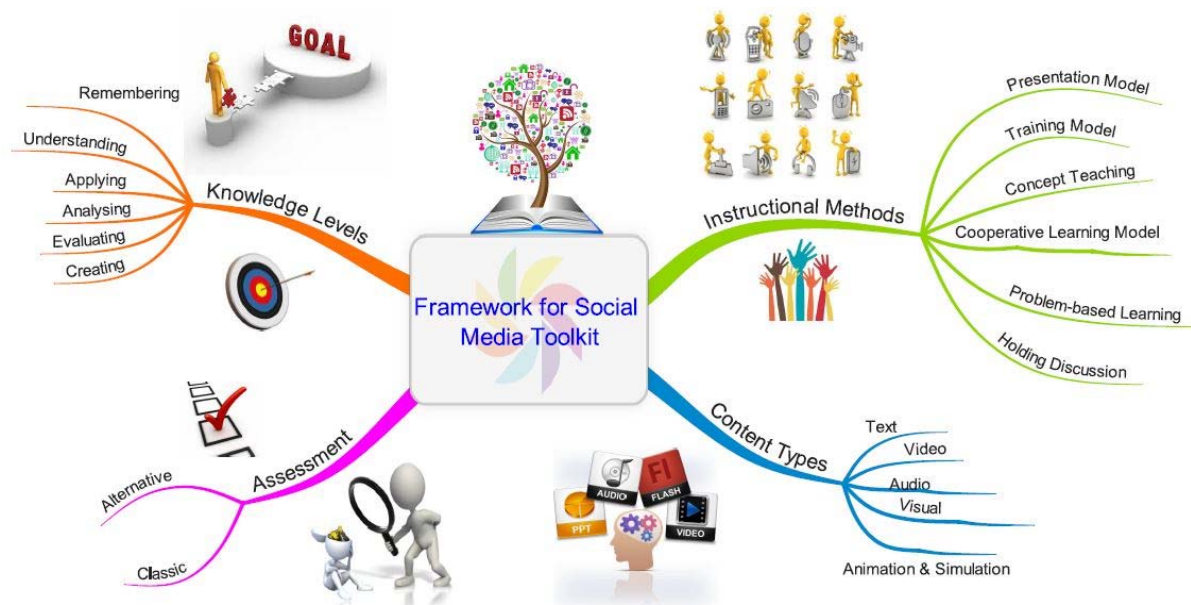 GOAL
Remembering
Understanding
Applying
Analysing
Evaluating
Creating
Knowledge Levels
Framework for Social
Media Toolkit
Instructional Methods
Presentation Model
Training Model
Concept Teaching
Cooperative Learning Model
Problem-based Learning
Holding Discussion
Assessment
Alternative
Classic
Content Types
Text
Video
Audio
Visual
Animation & Simulation
PPT
AUDIO
Fl
FLASH
VIDEO